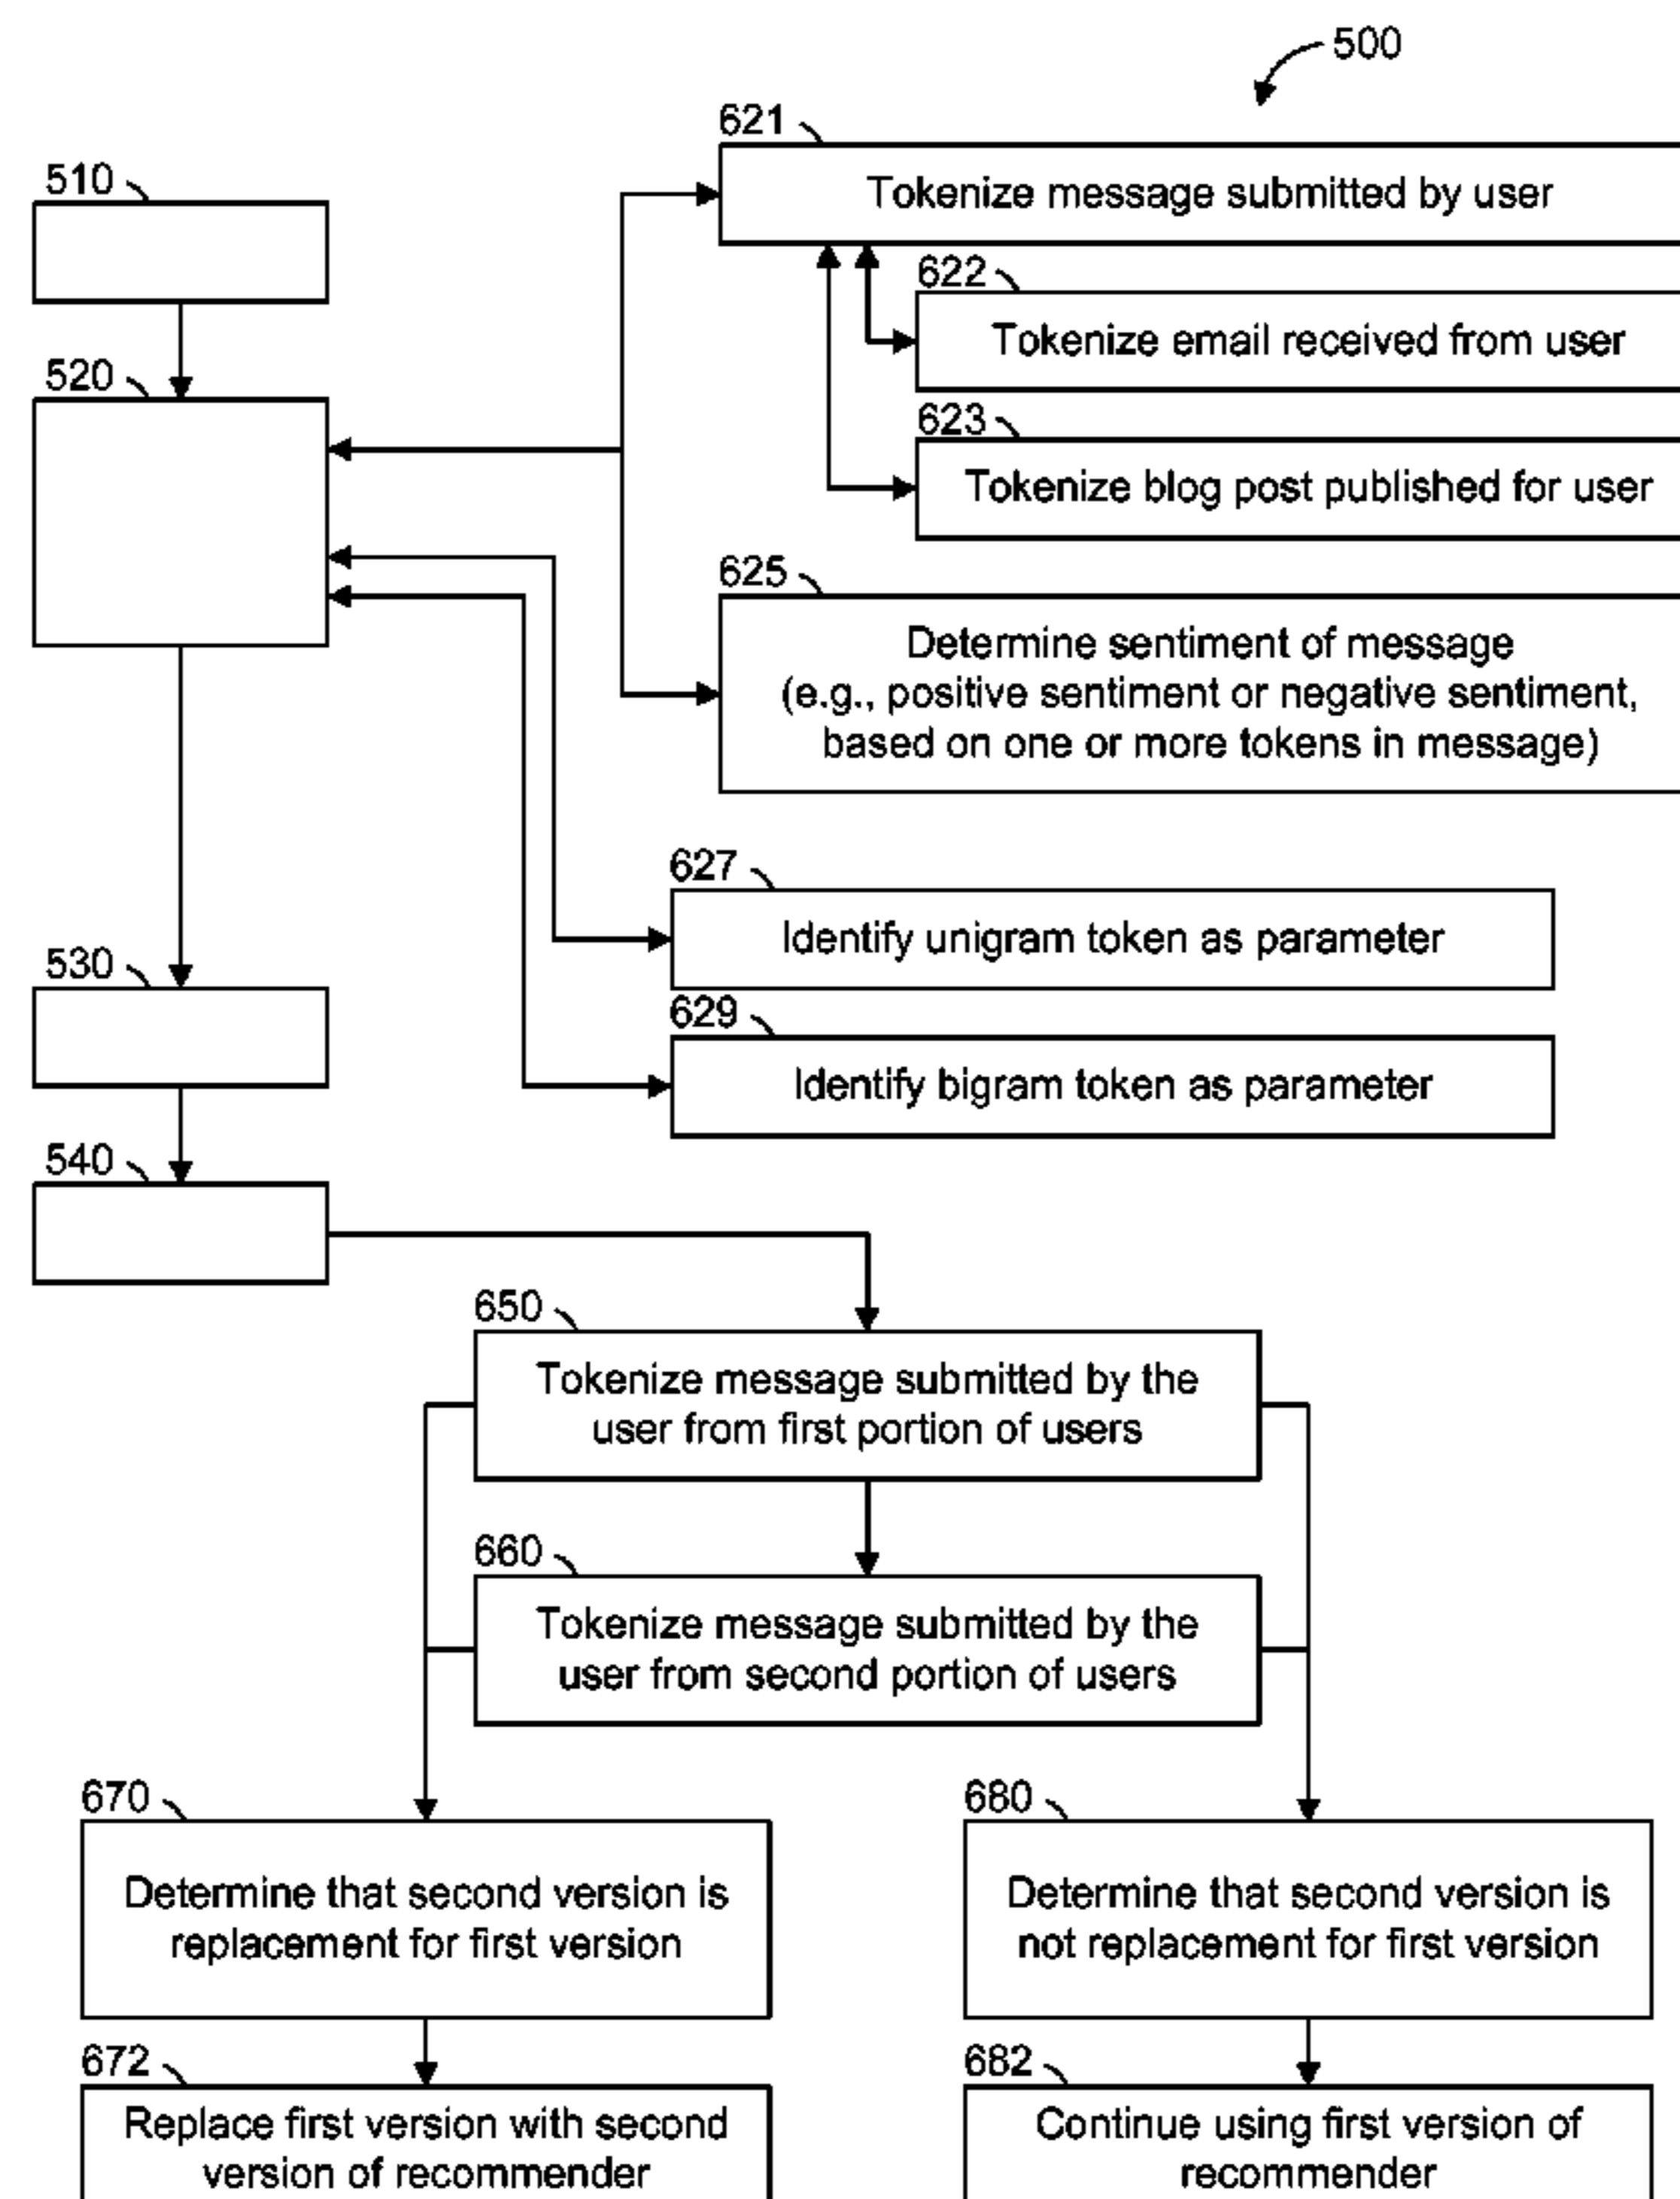 500
621
Tokenize message submitted by user
510
622
Tokenize email received from user
520
623
Tokenize blog post published for user
625
Determine sentiment of message
(e.g., positive sentiment or negative sentiment,
based on one or more tokens in message)
627
Identify unigram token as parameter
530
629
Identify bigram token as parameter
540
650
Tokenize message submitted by the
user from first portion of users
660
Tokenize message submitted by the
user from second portion of users
670
Determine that second version is
replacement for first version
680
Determine that second version is
not replacement for first version
672
Replace first version with second
version of recommender
682
Continue using first version of
recommender